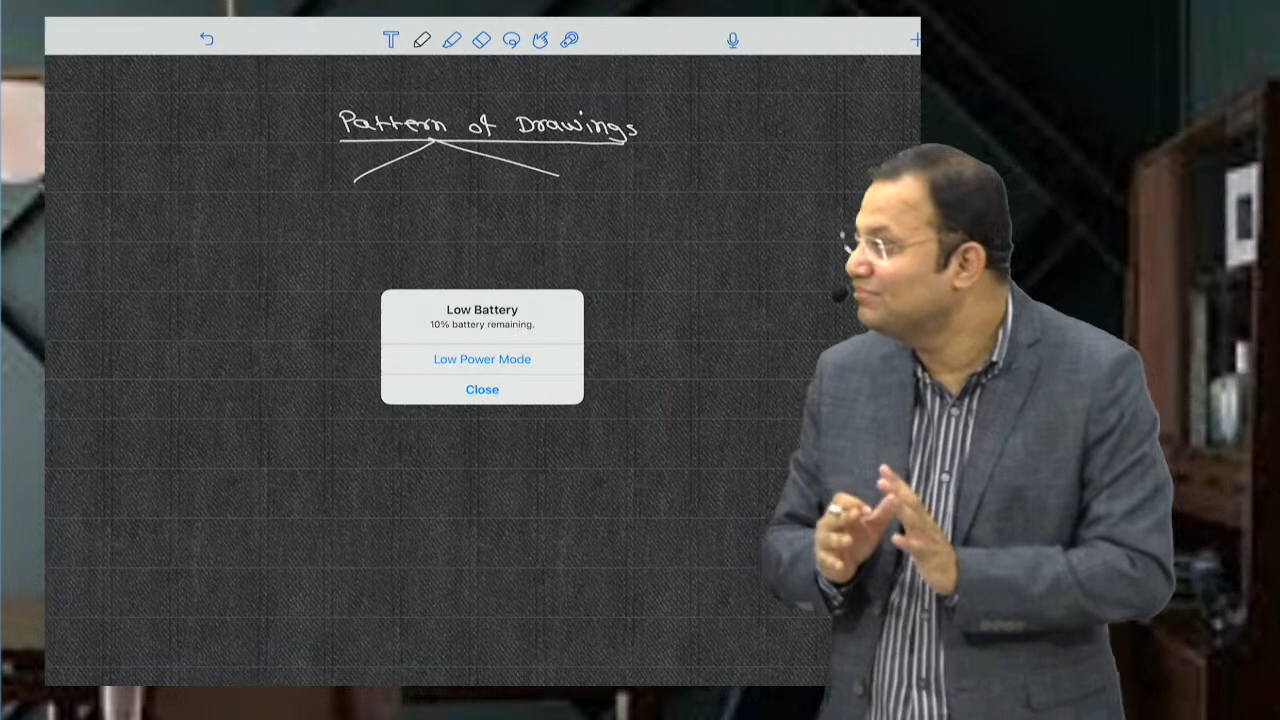 Pattern of Drawings
Low Battery
10% battery remaining.
Low Power Mode
Close